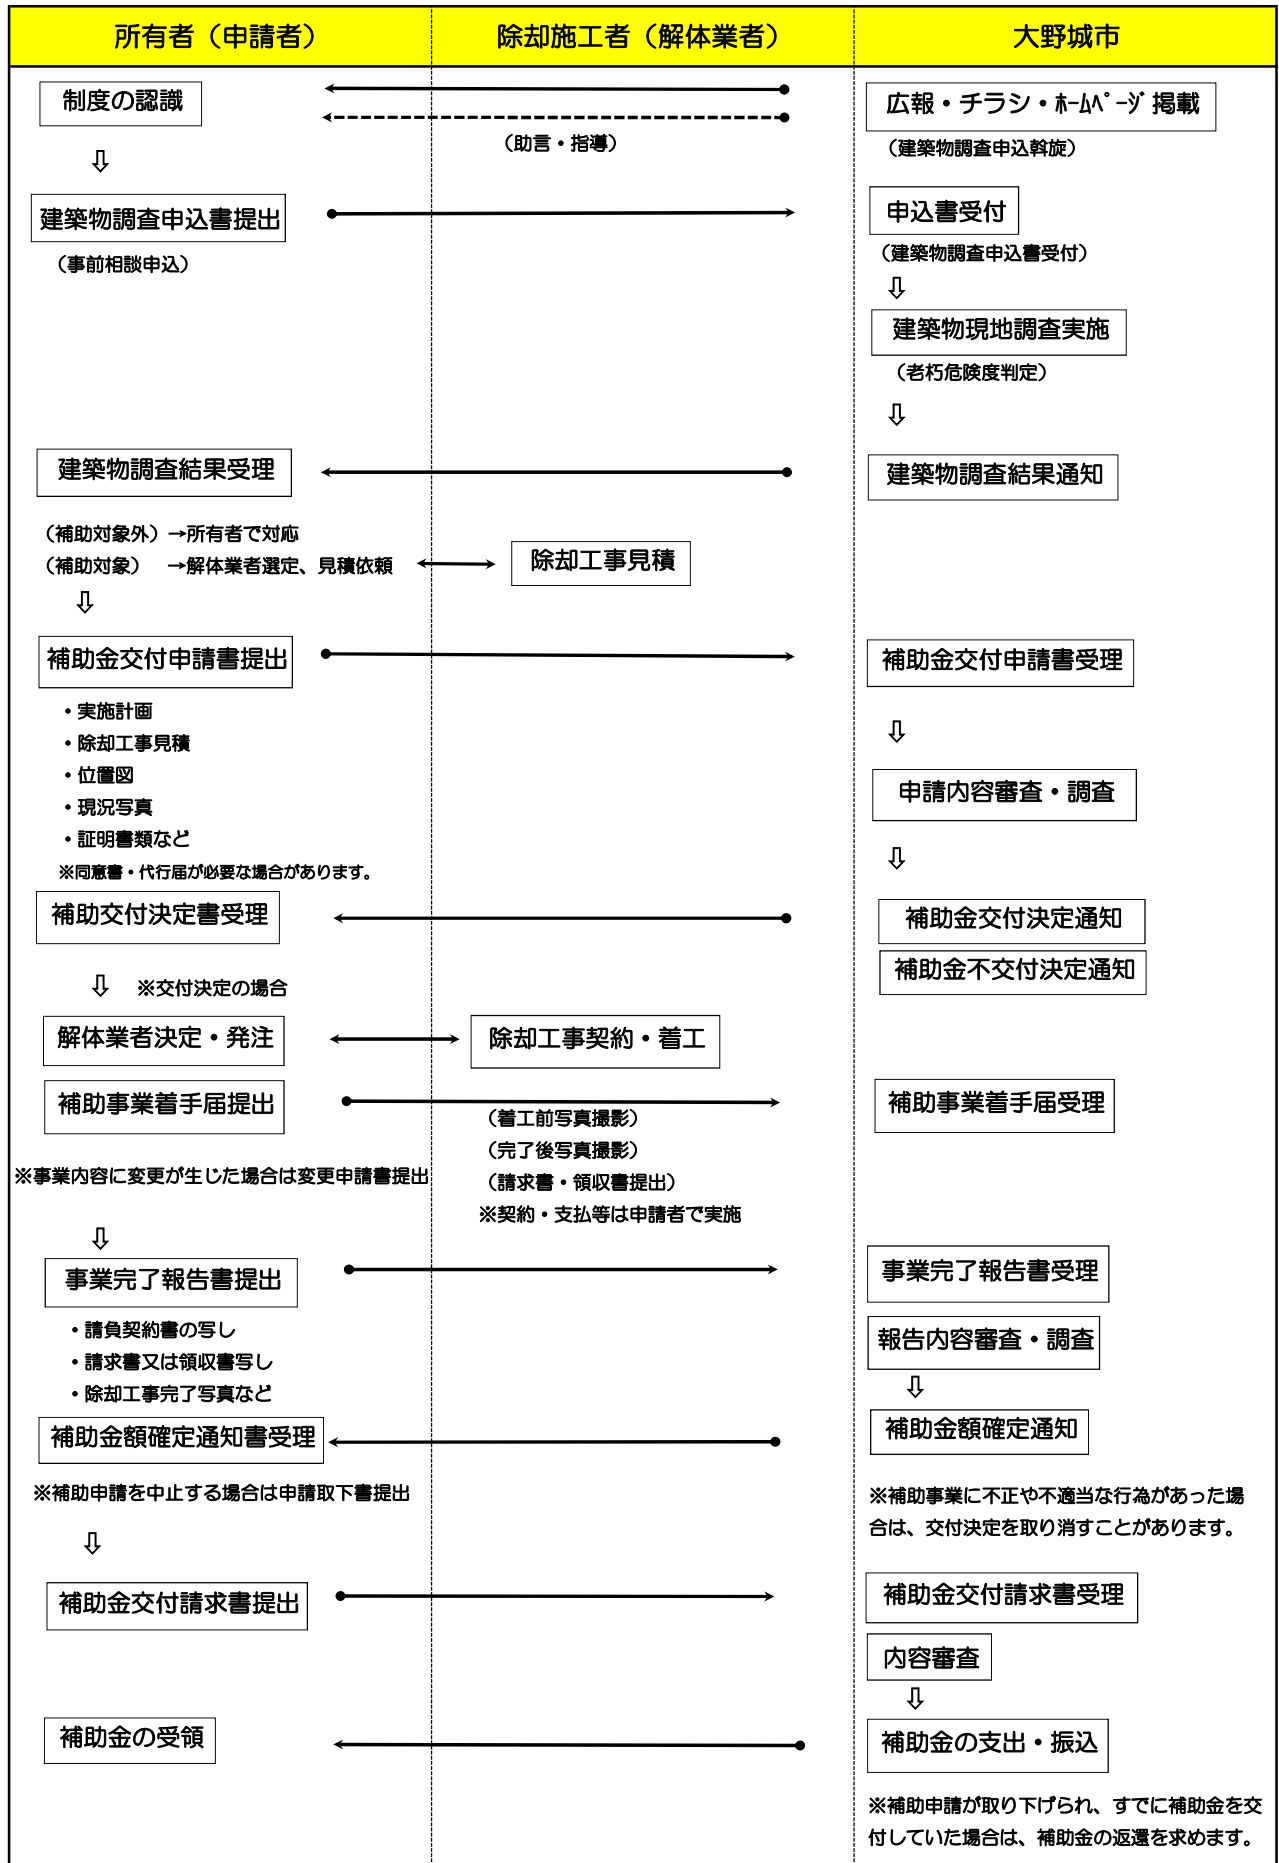 所有者（申請者）
除却施工者（解体業者）
大野城市
制度の認識
広報・チラシ・ﾎｰﾑﾍﾟｰｼﾞ掲載
（助言・指導）
（建築物調査申込斡旋）
⇩
建築物調査申込書提出
申込書受付
（事前相談申込）
（建築物調査申込書受付）
⇩
建築物現地調査実施
（老朽危険度判定）
⇩
建築物調査結果受理
建築物調査結果通知
（補助対象外）→所有者で対応
（補助対象）　→解体業者選定、見積依頼
除却工事見積
⇩
補助金交付申請書提出
補助金交付申請書受理
・実施計画
・除却工事見積
・位置図
・現況写真
・証明書類など
※同意書・代行届が必要な場合があります。
⇩
申請内容審査・調査
⇩
補助交付決定書受理
補助金交付決定通知
補助金不交付決定通知
⇩　※交付決定の場合
解体業者決定・発注
除却工事契約・着工
補助事業着手届提出
補助事業着手届受理
（着工前写真撮影）
（完了後写真撮影）
（請求書・領収書提出）
※契約・支払等は申請者で実施
※事業内容に変更が生じた場合は変更申請書提出
⇩
事業完了報告書提出
事業完了報告書受理
・請負契約書の写し
・請求書又は領収書写し
・除却工事完了写真など
報告内容審査・調査
⇩
補助金額確定通知書受理
補助金額確定通知
※補助申請を中止する場合は申請取下書提出
※補助事業に不正や不適当な行為があった場
合は、交付決定を取り消すことがあります。
⇩
補助金交付請求書提出
補助金交付請求書受理
内容審査
⇩
補助金の受領
補助金の支出・振込
※補助申請が取り下げられ、すでに補助金を交
付していた場合は、補助金の返還を求めます。